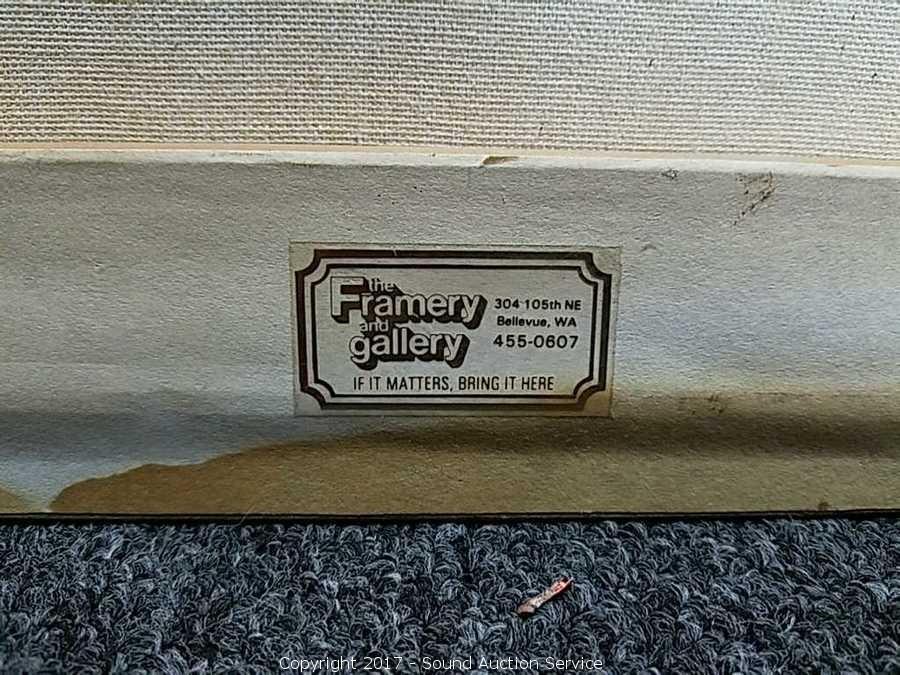 the
Framery
and
gallery
304 105th NE
Bellevue, WA
455-0607
IF IT MATTERS, BRING IT HERE
Copyright 2017 - Sound Auction Service